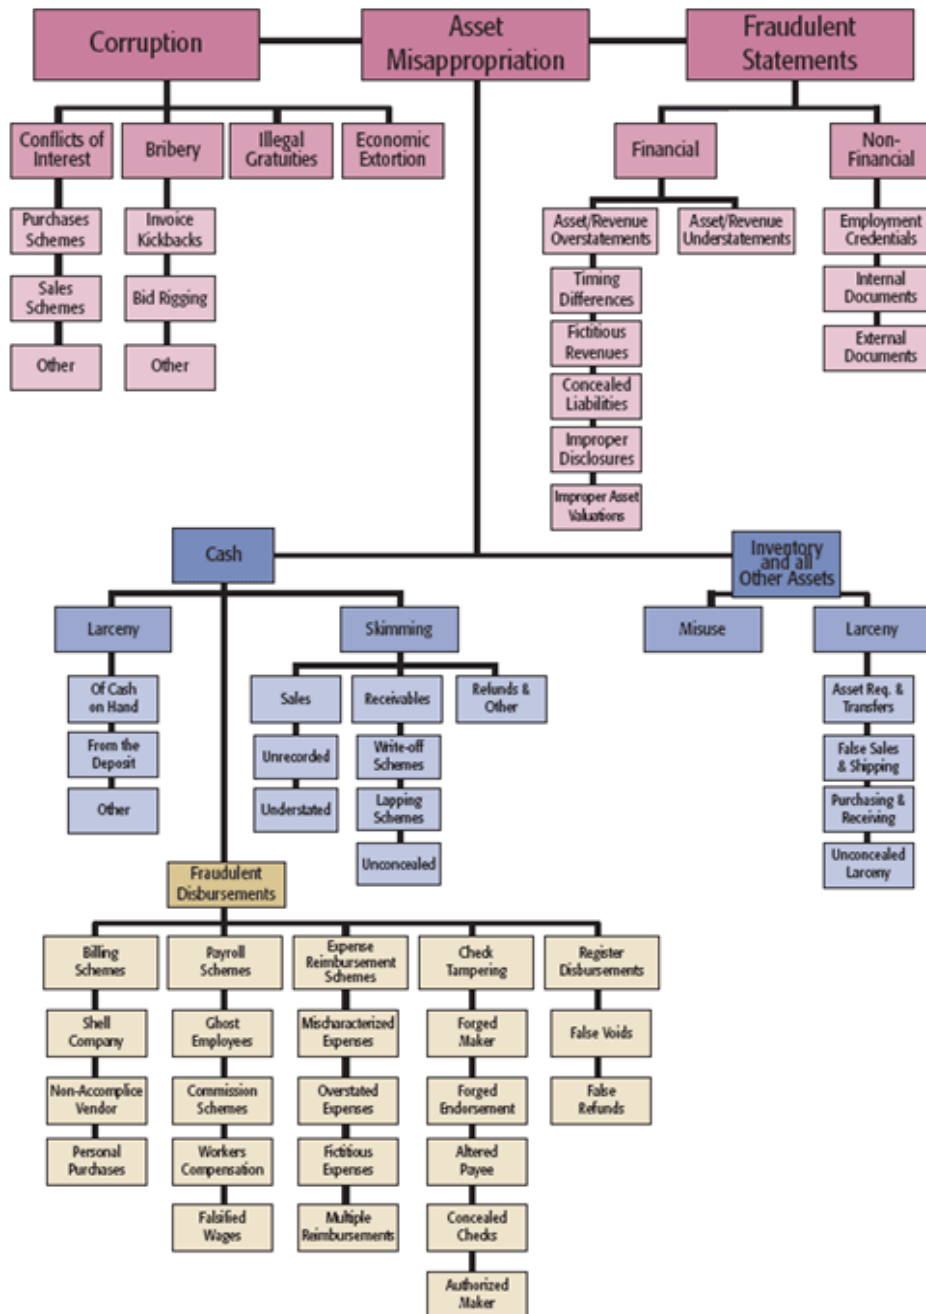 Corruption
Asset
Misappropriation
Fraudulent
Statements
Conflicts of
Interest
Bribery
Illegal
Gratuities
Economic
Extortion
Financial
Non-
Financial
Purchases
Schemes
Invoice
Kickbacks
Asset/Revenue
Overstatements
Asset/Revenue
Understatements
Employment
Credentials
Sales
Schemes
Bid Rigging
Timing
Differences
Internal
Documents
Other
Other
Fictitious
Revenues
External
Documents
Concealed
Liabilities
Improper
Disclosures
Improper Asset
Valuations
Cash
Inventory
and all
Other Assets
Larceny
Skimming
Misuse
Larceny
Of Cash
on Hand
Sales
Receivables
Refunds &
Other
Asset Req. &
Transfers
From the
Deposit
Unrecorded
Write-off
Schemes
False Sales
& Shipping
Other
Understated
Lapping
Schemes
Purchasing &
Receiving
Unconcealed
Unconcealed
Larceny
Fraudulent
Disbursements
Billing
Schemes
Payroll
Schemes
Expense
Reimbursement
Schemes
Check
Tampering
Register
Disbursements
Shell
Company
Ghost
Employees
Mischaracterized
Expenses
Forged
Maker
False Voids
Non-Accomplice
Vendor
Commission
Schemes
Overstated
Expenses
Forged
Endorsement
False
Refunds
Personal
Purchases
Workers
Compensation
Fictitious
Expenses
Altered
Payee
Falsified
Wages
Multiple
Reimbursements
Concealed
Checks
Authorized
Maker